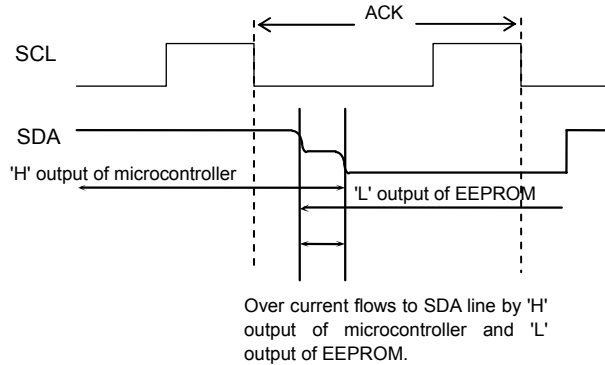 ACK
SCL
SDA
'H' output of microcontroller
'L' output of EEPROM
Over current flows to SDA line by 'H'
output of microcontroller and 'L'
output of EEPROM.